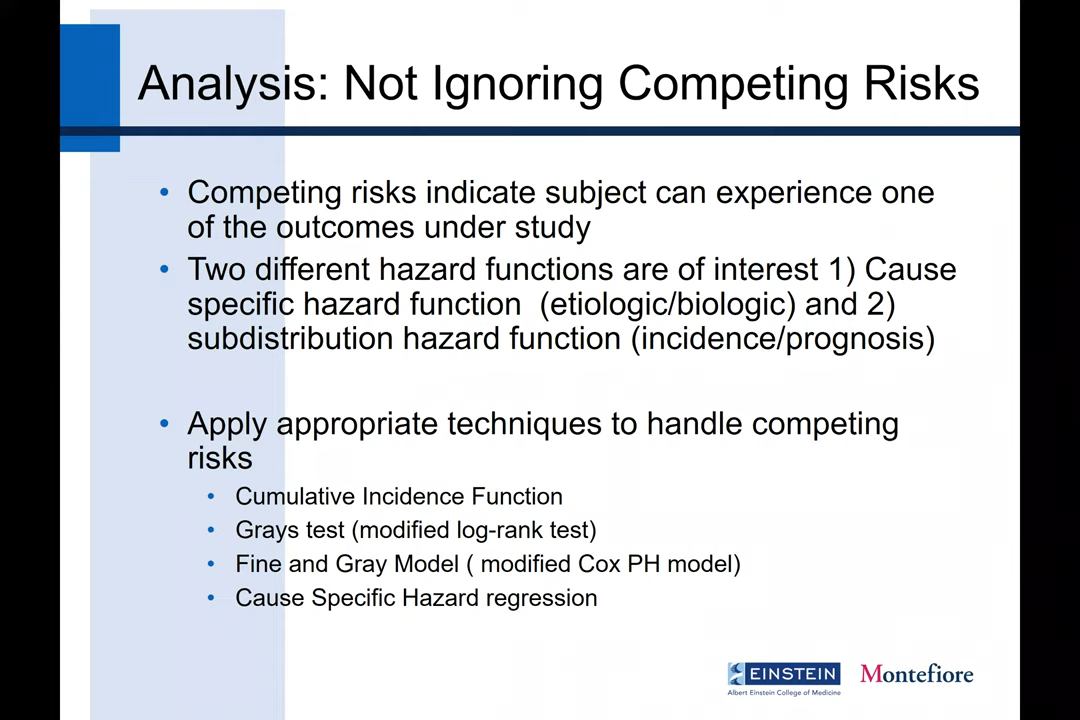 Analysis: Not Ignoring Competing Risks
• Competing risks indicate subject can experience one
of the outcomes under study
• Two different hazard functions are of interest 1) Cause
specific hazard function  (etiologic/biologic) and 2)
subdistribution hazard function (incidence/prognosis)
• Apply appropriate techniques to handle competing
risks
• Cumulative Incidence Function
• Grays test (modified log-rank test)
• Fine and Gray Model ( modified Cox PH model)
• Cause Specific Hazard regression
EINSTEIN Montefiore
Albert Einstein College of Medicine